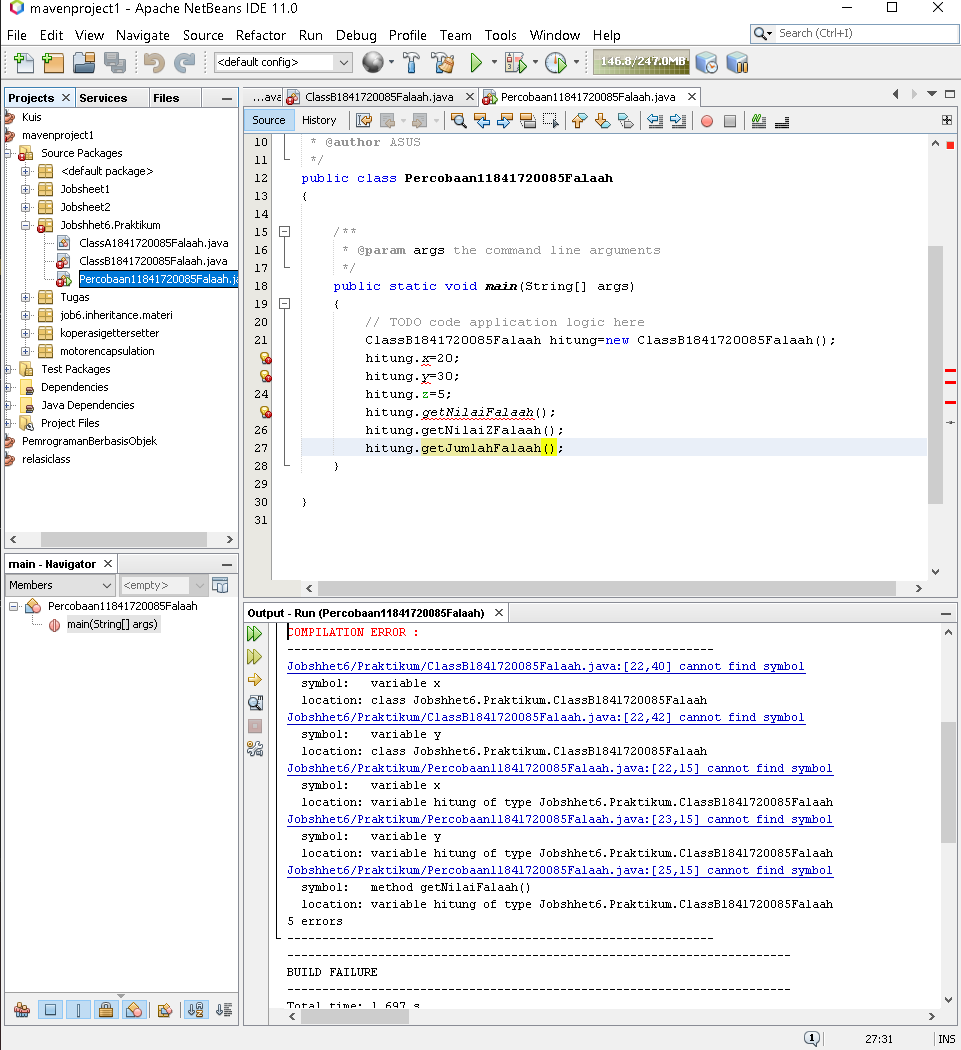 mavenproject1 - Apache NetBeans IDE 11.0
File Edit View Navigate Source Refactor Run Debug Profile Team Tools Window Help
Search (Ctrl+I)
<default config>
146.8/247.0MB
Projects Services Files
Kuis
mavenproject1
Source Packages
<default package>
Jobsheet1
Jobsheet2
Jobshhet6.Praktikum
ClassA1841720085Falaah.java
ClassB1841720085Falaah.java
Percobaan11841720085Falaah.ja
Tugas
job6.inheritance.materi
koperasigettersetter
motorencapsulation
Test Packages
Dependencies
Java Dependencies
Project Files
PemrogramanBerbasisObjek
relasiclass
main - Navigator
Members <empty>
Percobaan11841720085Falaah
main(String[] args)
...ava ClassB1841720085Falaah.java Percobaan11841720085Falaah.java
Source History
10 * @author ASUS
11 */
12 public class Percobaan11841720085Falaah
13 {
14
15 /**
16 * @param args the command line arguments
17 */
18 public static void main(String[] args)
19 {
20 // TODO code application logic here
21 ClassB1841720085Falaah hitung=new ClassB1841720085Falaah();
hitung.x=20;
hitung.y=30;
24 hitung.z=5;
hitung.getNilaiFalaah();
26 hitung.getNilaiZFalaah();
27 hitung.getJumlahFalaah();
28 }
29
30 }
31
Output - Run (Percobaan11841720085Falaah)
COMPILATION ERROR :
-------------------------------------------------------------
Jobshhet6/Praktikum/ClassB1841720085Falaah.java:[22,40] cannot find symbol
symbol: variable x
location: class Jobshhet6.Praktikum.ClassB1841720085Falaah
Jobshhet6/Praktikum/ClassB1841720085Falaah.java:[22,42] cannot find symbol
symbol: variable y
location: class Jobshhet6.Praktikum.ClassB1841720085Falaah
Jobshhet6/Praktikum/Percobaan11841720085Falaah.java:[22,15] cannot find symbol
symbol: variable x
location: variable hitung of type Jobshhet6.Praktikum.ClassB1841720085Falaah
Jobshhet6/Praktikum/Percobaan11841720085Falaah.java:[23,15] cannot find symbol
symbol: variable y
location: variable hitung of type Jobshhet6.Praktikum.ClassB1841720085Falaah
Jobshhet6/Praktikum/Percobaan11841720085Falaah.java:[25,15] cannot find symbol
symbol: method getNilaiFalaah()
location: variable hitung of type Jobshhet6.Praktikum.ClassB1841720085Falaah
5 errors
-------------------------------------------------------------
------------------------------------------------------------------------
BUILD FAILURE
------------------------------------------------------------------------
Total time: 1.697 s
1 27:31 INS